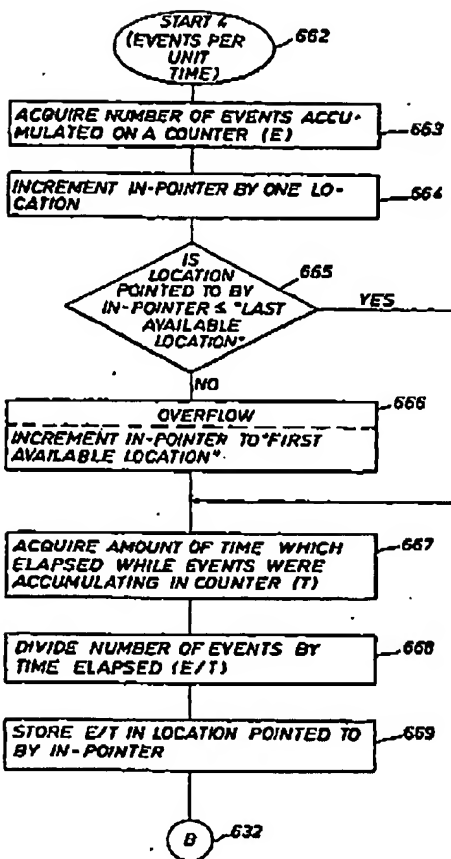 START 4
(EVENTS PER
UNIT
TIME)
662
ACQUIRE NUMBER OF EVENTS ACCU-
MULATED ON A COUNTER (E)
663
INCREMENT IN-POINTER BY ONE LO-
CATION
664
IS
LOCATION
POINTED TO BY
IN-POINTER ≤ "LAST
AVAILABLE
LOCATION"
665
YES
NO
OVERFLOW
666
INCREMENT IN-POINTER TO "FIRST
AVAILABLE LOCATION".
ACQUIRE AMOUNT OF TIME WHICH
ELAPSED WHILE EVENTS WERE
ACCUMULATING IN COUNTER (T)
667
DIVIDE NUMBER OF EVENTS BY
TIME ELAPSED (E/T)
668
STORE E/T IN LOCATION POINTED TO
BY IN-POINTER
669
B
632